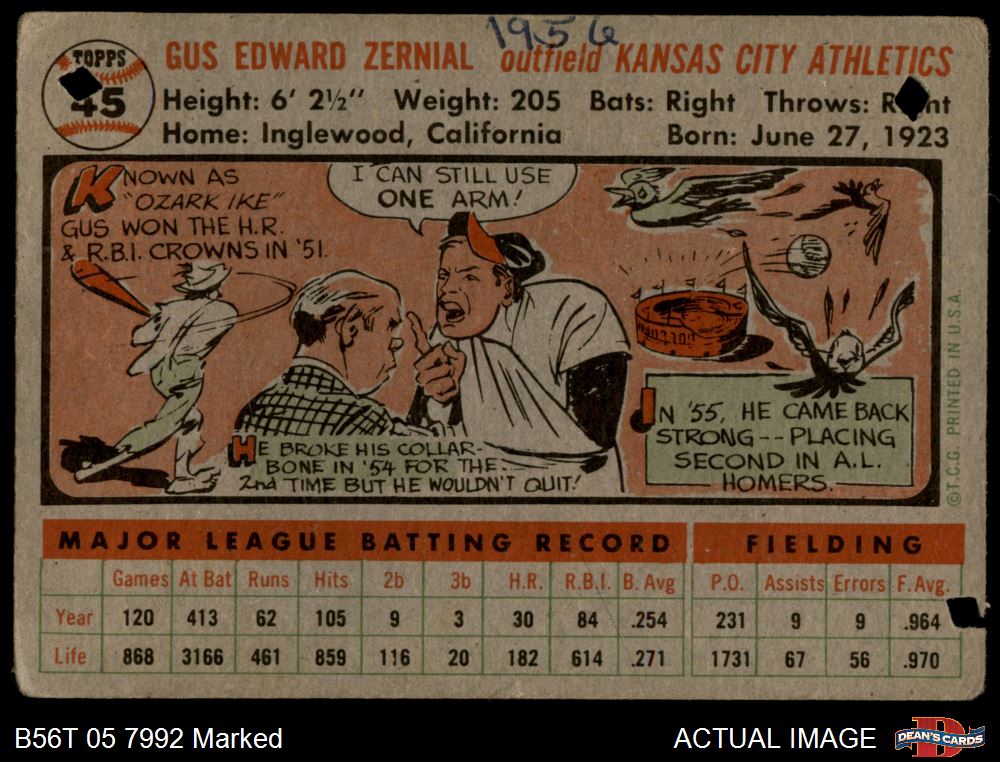 1956
TOPPS
45
GUS EDWARD ZERNIAL outfield KANSAS CITY ATHLETICS
Height: 6' 2½" Weight: 205 Bats: Right Throws:
Home: Inglewood, California Born: June 27, 1923
KNOWN AS
"OZARK IKE"
GUS WON THE H.R.
& R.B.I. CROWNS IN '51.
I CAN STILL USE
ONE ARM!
HE BROKE HIS COLLAR-
BONE IN '54 FOR THE
2nd TIME BUT HE WOULDN'T QUIT!
IN '55, HE CAME BACK
STRONG -- PLACING
SECOND IN A.L.
HOMERS.
©T.C.G. PRINTED IN U.S.A.
MAJOR LEAGUE BATTING RECORD FIELDING
Games At Bat Runs Hits 2b 3b H.R. R.B.I. B. Avg P.O. Assists Errors F. Avg.
Year 120 413 62 105 9 3 30 84 .254 231 9 9 .964
Life 868 3166 461 859 116 20 182 614 .271 1731 67 56 .970
B56T 05 7992 Marked ACTUAL IMAGE
DEAN'S CARDS